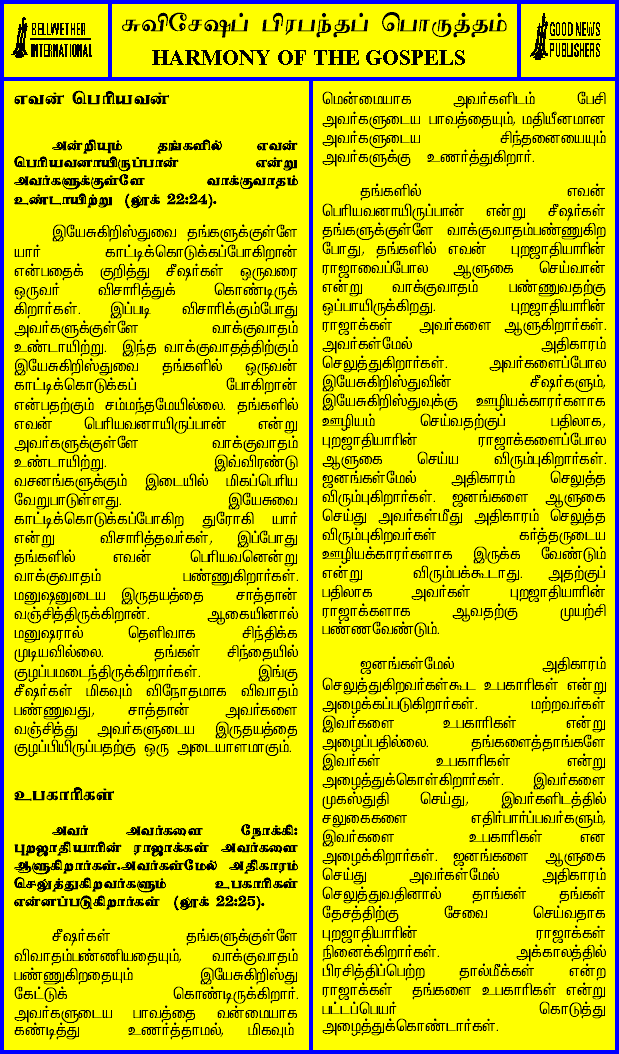 BELLWETHER
INTERNATIONAL
சுவிசேஷப் பிரபந்தப் பொருத்தம்
HARMONY OF THE GOSPELS
GOOD NEWS
PUBLISHERS
எவன் பெரியவன்
அன்றியும் தங்களில் எவன்
பெரியவனாயிருப்பான் என்று
அவர்களுக்குள்ளே வாக்குவாதம்
உண்டாயிற்று (லூக் 22:24).
இயேசுகிறிஸ்துவை தங்களுக்குள்ளே
யார் காட்டிக்கொடுக்கப்போகிறான்
என்பதைக் குறித்து சீஷர்கள் ஒருவரை
ஒருவர் விசாரித்துக் கொண்டிருக்
கிறார்கள். இப்படி விசாரிக்கும்போது
அவர்களுக்குள்ளே வாக்குவாதம்
உண்டாயிற்று. இந்த வாக்குவாதத்திற்கும்
இயேசுகிறிஸ்துவை தங்களில் ஒருவன்
காட்டிக்கொடுக்கப் போகிறான்
என்பதற்கும் சம்மந்தமேயில்லை. தங்களில்
எவன் பெரியவனாயிருப்பான் என்று
அவர்களுக்குள்ளே வாக்குவாதம்
உண்டாயிற்று. இவ்விரண்டு
வசனங்களுக்கும் இடையில் மிகப்பெரிய
வேறுபாடுள்ளது. இயேசுவை
காட்டிக்கொடுக்கப்போகிற துரோகி யார்
என்று விசாரித்தவர்கள், இப்போது
தங்களில் எவன் பெரியவனென்று
வாக்குவாதம் பண்ணுகிறார்கள்.
மனுஷனுடைய இருதயத்தை சாத்தான்
வஞ்சித்திருக்கிறான். ஆகையினால்
மனுஷரால் தெளிவாக சிந்திக்க
முடியவில்லை. தங்கள் சிந்தையில்
குழப்பமடைந்திருக்கிறார்கள். இங்கு
சீஷர்கள் மிகவும் விநோதமாக விவாதம்
பண்ணுவது, சாத்தான் அவர்களை
வஞ்சித்து அவர்களுடைய இருதயத்தை
குழப்பியிருப்பதற்கு ஒரு அடையாளமாகும்.
உபகாரிகள்
அவர் அவர்களை நோக்கி:
புறஜாதியாரின் ராஜாக்கள் அவர்களை
ஆளுகிறார்கள்.அவர்கள்மேல் அதிகாரம்
செலுத்துகிறவர்களும் உபகாரிகள்
என்னப்படுகிறார்கள் (லூக் 22:25).
சீஷர்கள் தங்களுக்குள்ளே
விவாதம்பண்ணியதையும், வாக்குவாதம்
பண்ணுகிறதையும் இயேசுகிறிஸ்து
கேட்டுக் கொண்டிருக்கிறார்.
அவர்களுடைய பாவத்தை வன்மையாக
கண்டித்து உணர்த்தாமல், மிகவும்
மென்மையாக அவர்களிடம் பேசி
அவர்களுடைய பாவத்தையும், மதியீனமான
அவர்களுடைய சிந்தனையையும்
அவர்களுக்கு உணர்த்துகிறார்.
தங்களில் எவன்
பெரியவனாயிருப்பான் என்று சீஷர்கள்
தங்களுக்குள்ளே வாக்குவாதம்பண்ணுகிற
போது, தங்களில் எவன் புறஜாதியாரின்
ராஜாவைப்போல ஆளுகை செய்வான்
என்று வாக்குவாதம் பண்ணுவதற்கு
ஒப்பாயிருக்கிறது. புறஜாதியாரின்
ராஜாக்கள் அவர்களை ஆளுகிறார்கள்.
அவர்கள்மேல் அதிகாரம்
செலுத்துகிறார்கள். அவர்களைப்போல
இயேசுகிறிஸ்துவின் சீஷர்களும்,
இயேசுகிறிஸ்துவுக்கு ஊழியக்காரர்களாக
ஊழியம் செய்வதற்குப் பதிலாக,
புறஜாதியாரின் ராஜாக்களைப்போல
ஆளுகை செய்ய விரும்புகிறார்கள்.
ஜனங்கள்மேல் அதிகாரம் செலுத்த
விரும்புகிறார்கள். ஜனங்களை ஆளுகை
செய்து அவர்கள்மீது அதிகாரம் செலுத்த
விரும்புகிறவர்கள் கர்த்தருடைய
ஊழியக்காரர்களாக இருக்க வேண்டும்
என்று விரும்பக்கூடாது. அதற்குப்
பதிலாக அவர்கள் புறஜாதியாரின்
ராஜாக்களாக ஆவதற்கு முயற்சி
பண்ணவேண்டும்.
ஜனங்கள்மேல் அதிகாரம்
செலுத்துகிறவர்கள்கூட உபகாரிகள் என்று
அழைக்கப்படுகிறார்கள். மற்றவர்கள்
இவர்களை உபகாரிகள் என்று
அழைப்பதில்லை. தங்களைத்தாங்களே
இவர்கள் உபகாரிகள் என்று
அழைத்துக்கொள்கிறார்கள். இவர்களை
முகஸ்துதி செய்து, இவர்களிடத்தில்
சலுகைகளை எதிர்பார்ப்பவர்களும்,
இவர்களை உபகாரிகள் என
அழைக்கிறார்கள். ஜனங்களை ஆளுகை
செய்து அவர்கள்மேல் அதிகாரம்
செலுத்துவதினால் தாங்கள் தங்கள்
தேசத்திற்கு சேவை செய்வதாக
புறஜாதியாரின் ராஜாக்கள்
நினைக்கிறார்கள். அக்காலத்தில்
பிரசித்திப்பெற்ற தால்மீக்கள் என்ற
ராஜாக்கள் தங்களை உபகாரிகள் என்று
பட்டப்பெயர் கொடுத்து
அழைத்துக்கொண்டார்கள்.